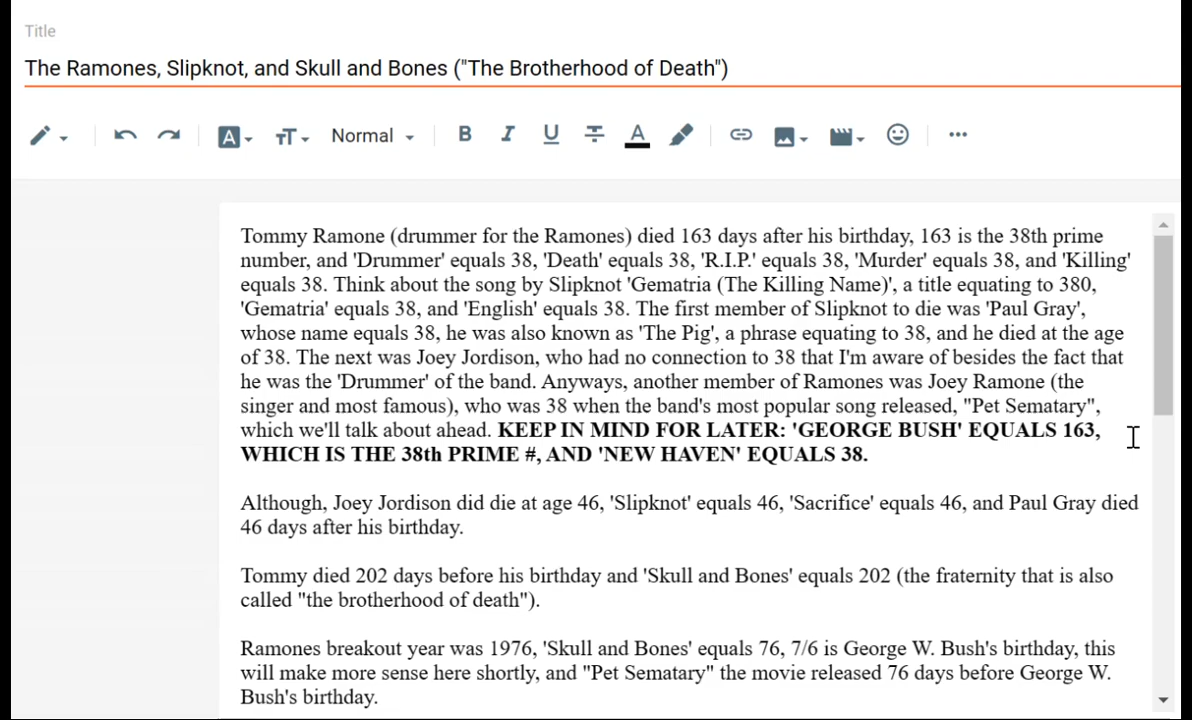 Title
The Ramones, Slipknot, and Skull and Bones ("The Brotherhood of Death")
Normal
Tommy Ramone (drummer for the Ramones) died 163 days after his birthday, 163 is the 38th prime
number, and 'Drummer' equals 38, 'Death' equals 38, 'R.I.P.' equals 38, 'Murder' equals 38, and 'Killing'
equals 38. Think about the song by Slipknot 'Gematria (The Killing Name)', a title equating to 380,
'Gematria' equals 38, and 'English' equals 38. The first member of Slipknot to die was 'Paul Gray',
whose name equals 38, he was also known as 'The Pig', a phrase equating to 38, and he died at the age
of 38. The next was Joey Jordison, who had no connection to 38 that I'm aware of besides the fact that
he was the 'Drummer' of the band. Anyways, another member of Ramones was Joey Ramone (the
singer and most famous), who was 38 when the band's most popular song released, "Pet Sematary",
which we'll talk about ahead. KEEP IN MIND FOR LATER: 'GEORGE BUSH' EQUALS 163,
WHICH IS THE 38th PRIME #, AND 'NEW HAVEN' EQUALS 38.
Although, Joey Jordison did die at age 46, 'Slipknot' equals 46, 'Sacrifice' equals 46, and Paul Gray died
46 days after his birthday.
Tommy died 202 days before his birthday and 'Skull and Bones' equals 202 (the fraternity that is also
called "the brotherhood of death").
Ramones breakout year was 1976, 'Skull and Bones' equals 76, 7/6 is George W. Bush's birthday, this
will make more sense here shortly, and "Pet Sematary" the movie released 76 days before George W.
Bush's birthday.